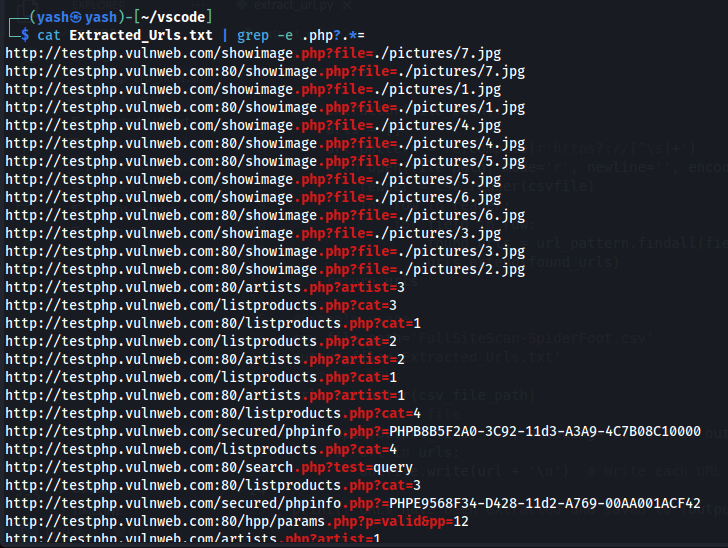 EXPLORER
extract_url.py
(yash㉿yash)-[~/vscode]
$ cat Extracted_Urls.txt | grep -e .php?.*=
http://testphp.vulnweb.com/showimage.php?file=./pictures/7.jpg
http://testphp.vulnweb.com:80/showimage.php?file=./pictures/7.jpg
http://testphp.vulnweb.com/showimage.php?file=./pictures/1.jpg
http://testphp.vulnweb.com:80/showimage.php?file=./pictures/1.jpg
http://testphp.vulnweb.com/showimage.php?file=./pictures/4.jpg
http://testphp.vulnweb.com:80/showimage.php?file=./pictures/4.jpg
http://testphp.vulnweb.com:80/showimage.php?file=./pictures/5.jpg
http://testphp.vulnweb.com/showimage.php?file=./pictures/5.jpg
http://testphp.vulnweb.com/showimage.php?file=./pictures/6.jpg
http://testphp.vulnweb.com:80/showimage.php?file=./pictures/6.jpg
http://testphp.vulnweb.com/showimage.php?file=./pictures/3.jpg
http://testphp.vulnweb.com:80/showimage.php?file=./pictures/3.jpg
http://testphp.vulnweb.com:80/showimage.php?file=./pictures/2.jpg
http://testphp.vulnweb.com:80/artists.php?artist=3
http://testphp.vulnweb.com/listproducts.php?cat=3
http://testphp.vulnweb.com:80/listproducts.php?cat=1
http://testphp.vulnweb.com/listproducts.php?cat=2
http://testphp.vulnweb.com:80/artists.php?artist=2
http://testphp.vulnweb.com/listproducts.php?cat=1
http://testphp.vulnweb.com:80/artists.php?artist=1
http://testphp.vulnweb.com:80/listproducts.php?cat=4
http://testphp.vulnweb.com/secured/phpinfo.php?=PHPB8B5F2A0-3C92-11d3-A3A9-4C7B08C10000
http://testphp.vulnweb.com/listproducts.php?cat=4
http://testphp.vulnweb.com:80/search.php?test=query
http://testphp.vulnweb.com:80/listproducts.php?cat=3
http://testphp.vulnweb.com/secured/phpinfo.php?=PHPE9568F34-D428-11d2-A769-00AA001ACF42
http://testphp.vulnweb.com:80/hpp/params.php?p=valid&pp=12
http://testphp.vulnweb.com:80/artists.php?artist=1